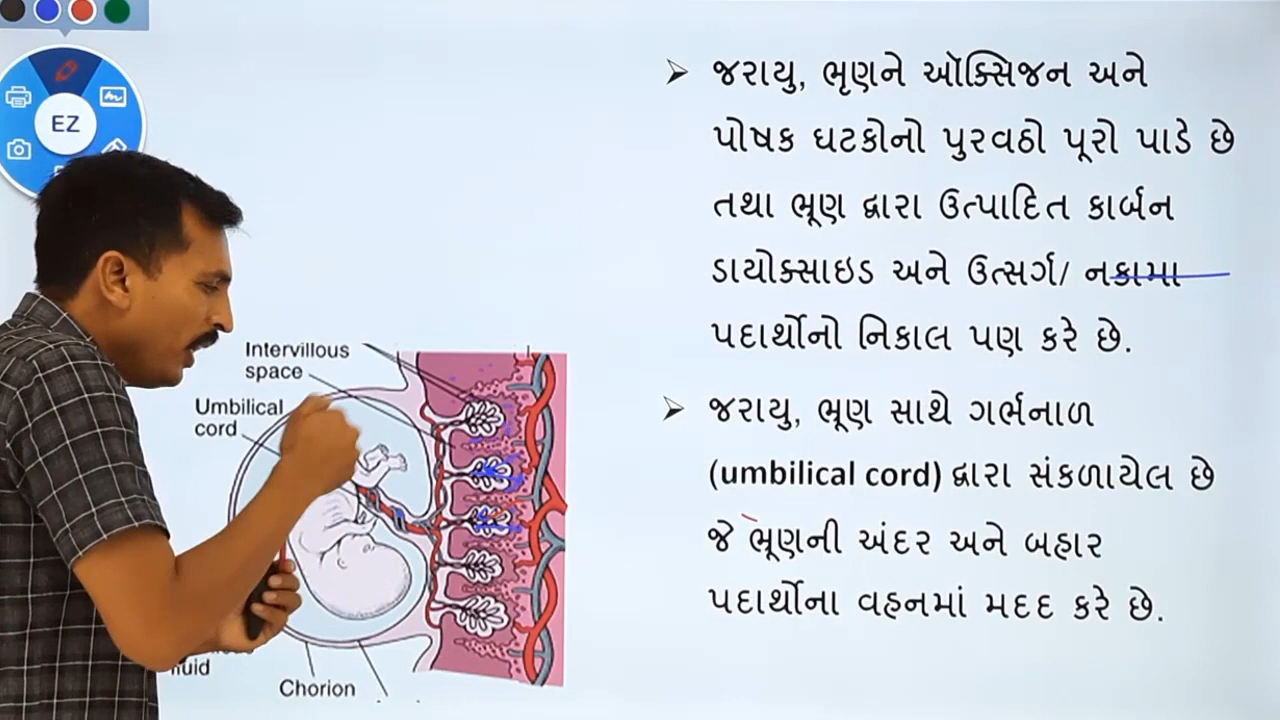 EZ
➢ જરાયુ, ભૃણને ઑક્સિજન અને
પોષક ઘટકોનો પુરવઠો પૂરો પાડે છે
તથા ભ્રૂણ દ્વારા ઉત્પાદિત કાર્બન
ડાયોક્સાઇડ અને ઉત્સર્ગ/ નકામા
પદાર્થોનો નિકાલ પણ કરે છે.
➢ જરાયુ, ભ્રૂણ સાથે ગર્ભનાળ
(umbilical cord) દ્વારા સંકળાયેલ છે
જે ભ્રૂણની અંદર અને બહાર
પદાર્થોના વહનમાં મદદ કરે છે.
Intervillous
space
Umbilical
cord
fluid
Chorion